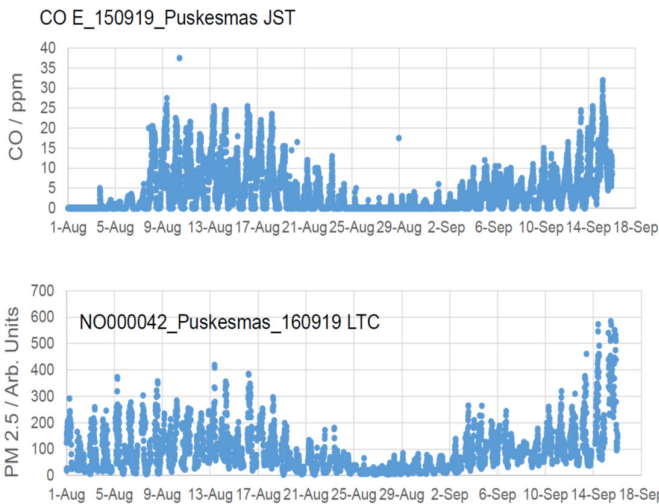 CO E_150919_Puskesmas JST
CO / ppm
40
35
30
25
20
15
10
5
0
1-Aug 5-Aug 9-Aug 13-Aug 17-Aug 21-Aug 25-Aug 29-Aug 2-Sep 6-Sep 10-Sep 14-Sep 18-Sep
NO000042_Puskesmas_160919 LTC
PM 2.5 / Arb. Units
700
600
500
400
300
200
100
0
1-Aug 5-Aug 9-Aug 13-Aug 17-Aug 21-Aug 25-Aug 29-Aug 2-Sep 6-Sep 10-Sep 14-Sep 18-Sep